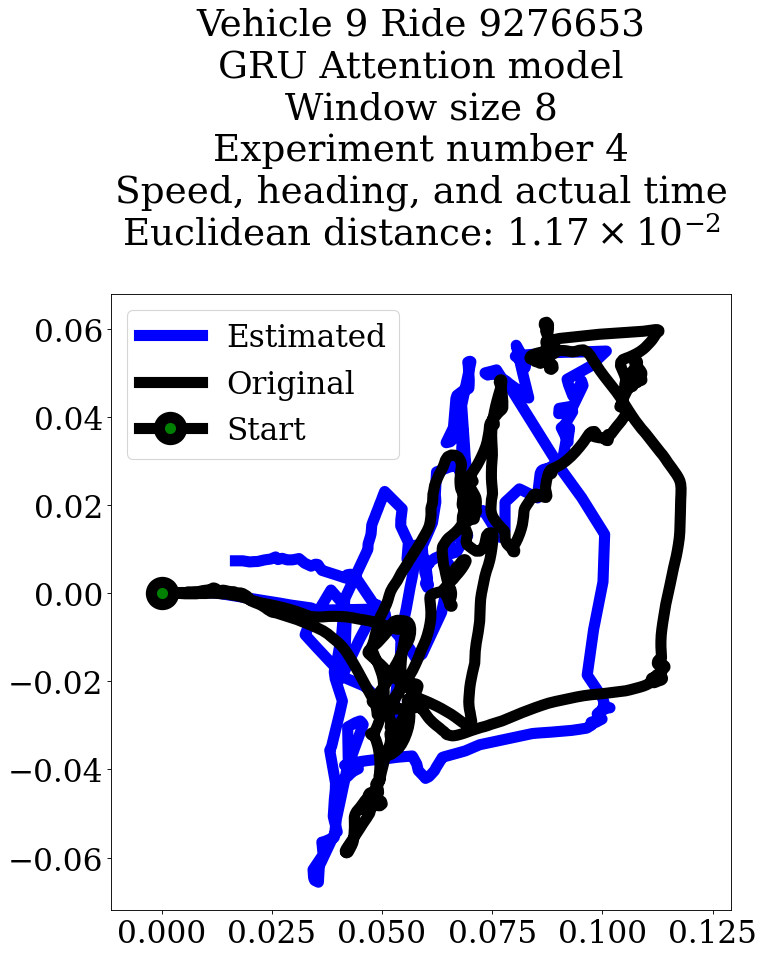 Vehicle 9 Ride 9276653
GRU Attention model
Window size 8
Experiment number 4
Speed, heading, and actual time
Euclidean distance: 1.17 × 10⁻²
Estimated
Original
Start
0.06
0.04
0.02
0.00
−0.02
−0.04
−0.06
0.000 0.025 0.050 0.075 0.100 0.125